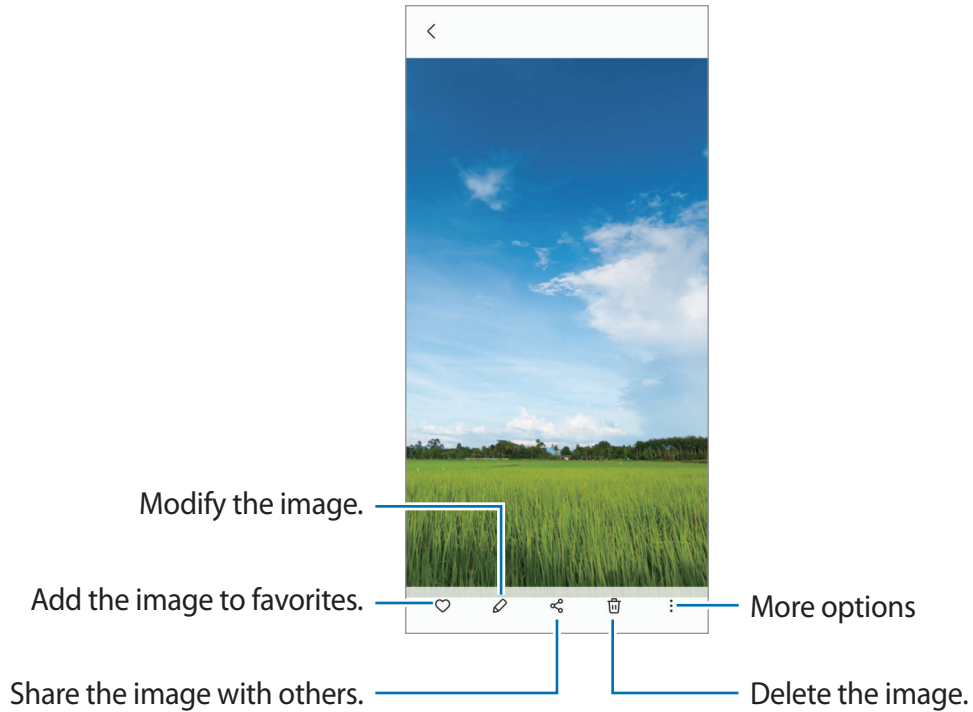 Modify the image.
Add the image to favorites.
More options
Share the image with others.
Delete the image.